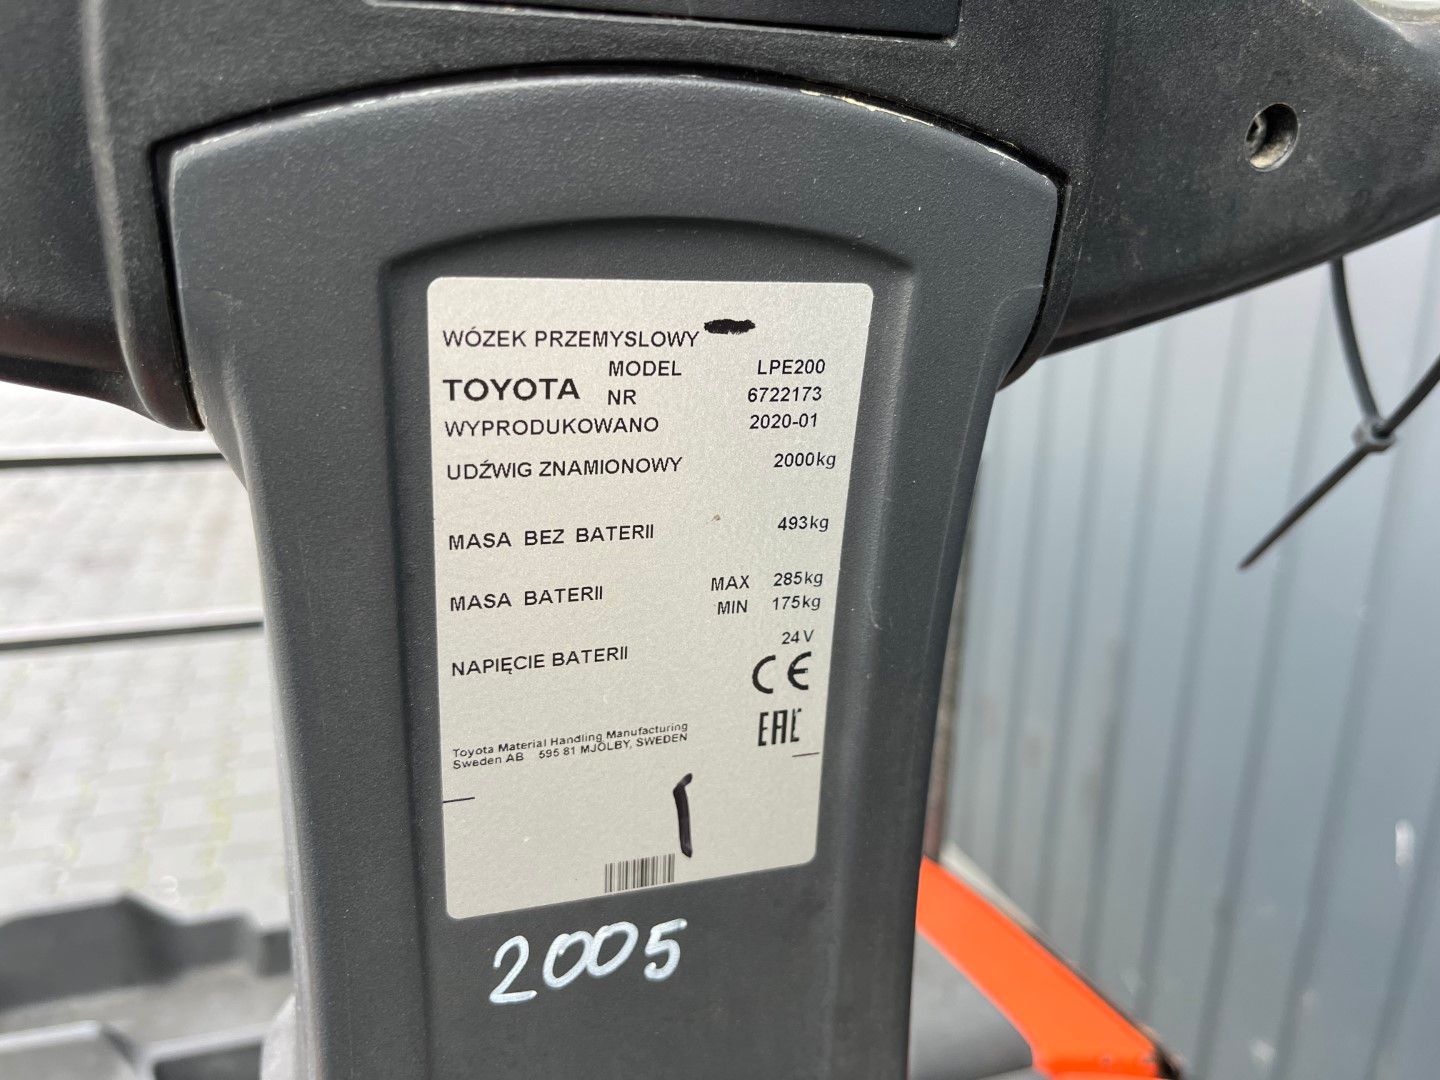 WÓZEK PRZEMYSLOWY
TOYOTA MODEL LPE200
NR 6722173
WYPRODUKOWANO 2020-01
UDŹWIG ZNAMIONOWY 2000kg
MASA BEZ BATERII 493kg
MASA BATERII MAX 285kg
MIN 175kg
NAPIĘCIE BATERII 24V
CE
EAC
Toyota Material Handling Manufacturing
Sweden AB 595 81 MJÖLBY, SWEDEN
2005